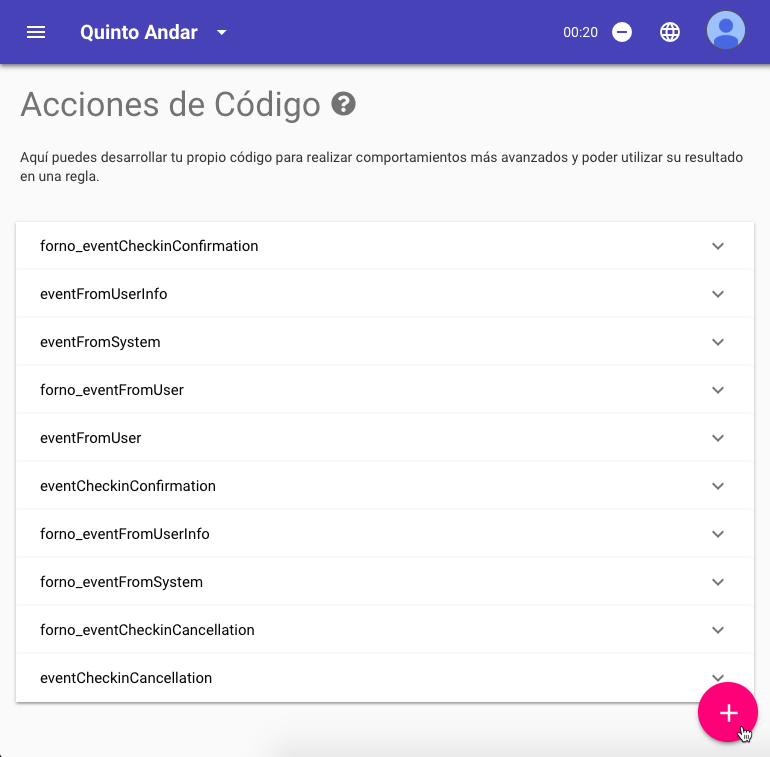 Quinto Andar
00:20
Acciones de Código ?
Aquí puedes desarrollar tu propio código para realizar comportamientos más avanzados y poder utilizar su resultado
en una regla.
forno_eventCheckinConfirmation
eventFromUserInfo
eventFromSystem
forno_eventFromUser
eventFromUser
eventCheckinConfirmation
forno_eventFromUserInfo
forno_eventFromSystem
forno_eventCheckinCancellation
eventCheckinCancellation